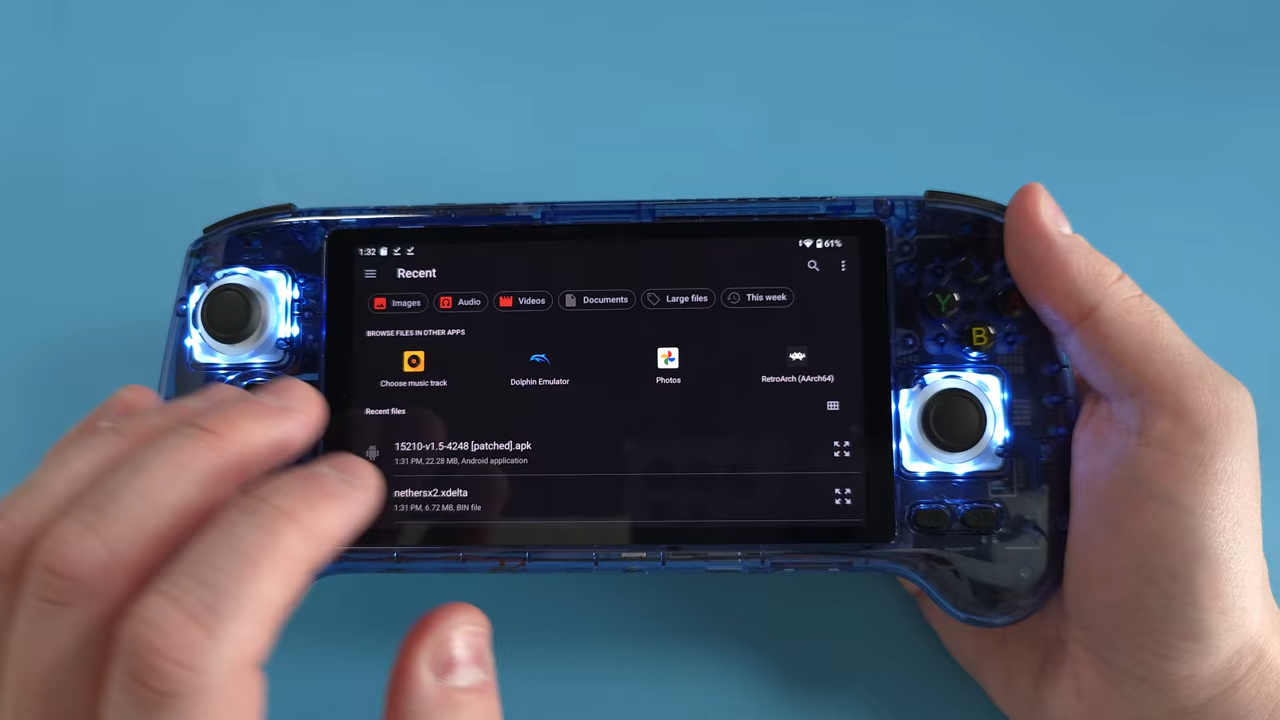 1:32 61%
Recent
Images Audio Videos Documents Large files This week
BROWSE FILES IN OTHER APPS
Choose music track Dolphin Emulator Photos RetroArch (AArch64)
Recent files
15210-v1.5-4248 [patched].apk
1:31 PM, 22.28 MB, Android application
nethersx2.xdelta
1:31 PM, 6.72 MB, BIN file
Y A
B